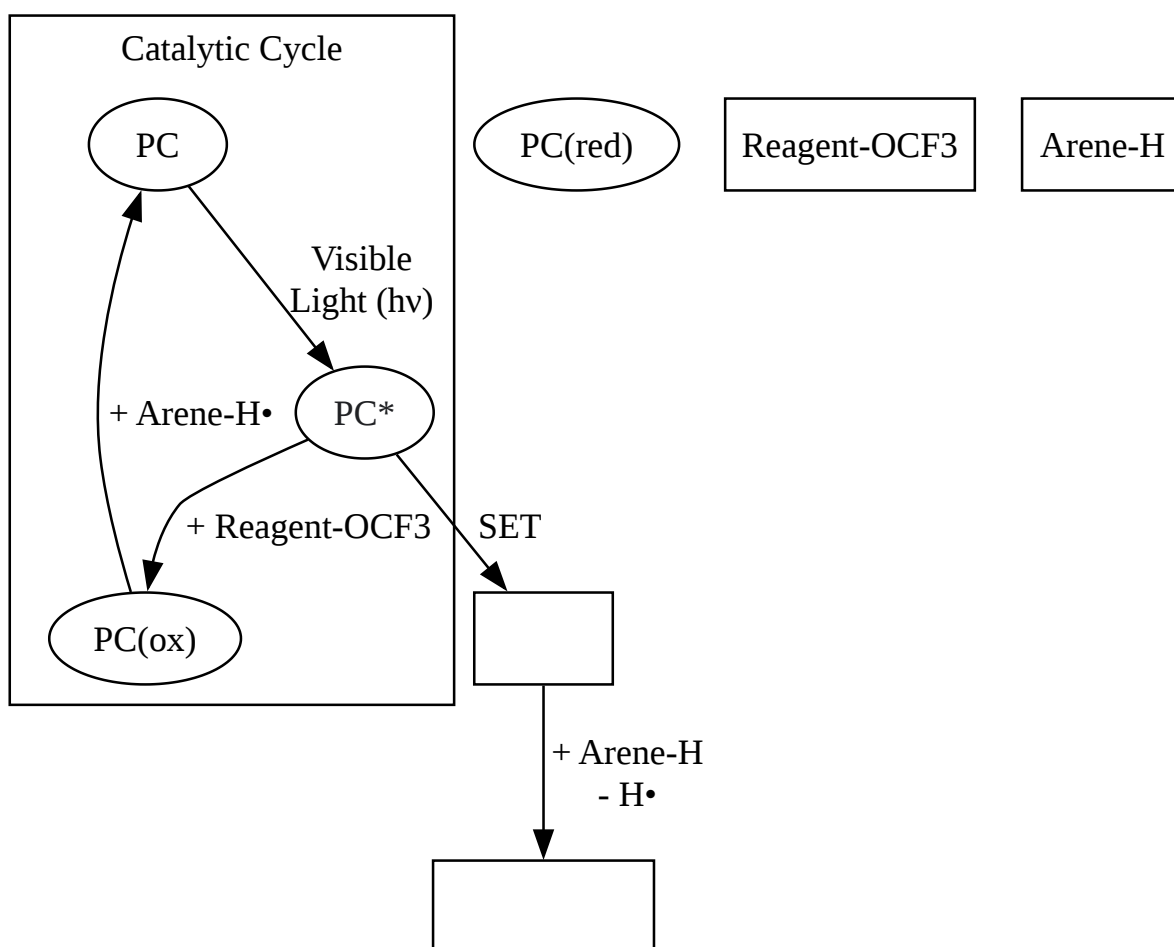 Catalytic Cycle
PC
PC(red)
Reagent-OCF3
Arene-H
Visible
Light (hν)
+ Arene-H•
PC*
+ Reagent-OCF3
SET
PC(ox)
+ Arene-H
- H•